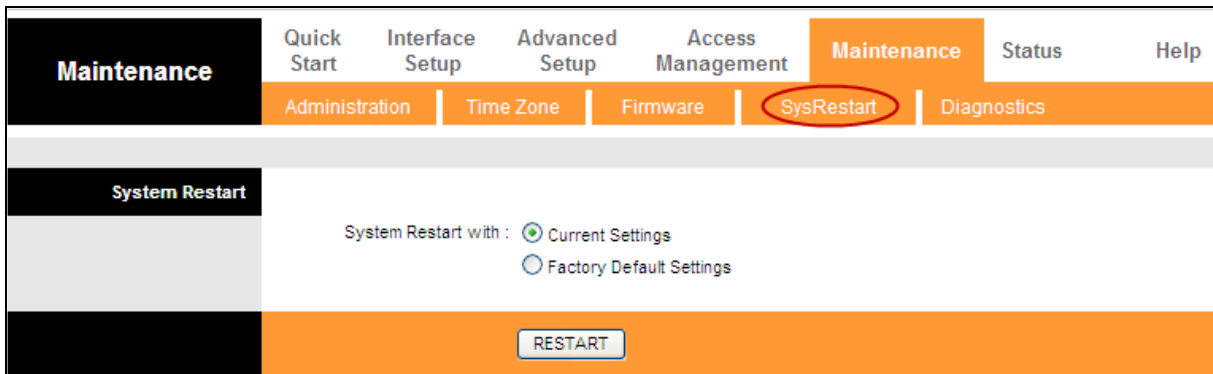 Maintenance
Quick Start
Interface Setup
Advanced Setup
Access Management
Maintenance
Status
Help
Administration
Time Zone
Firmware
SysRestart
Diagnostics
System Restart
System Restart with :
Current Settings
Factory Default Settings
RESTART